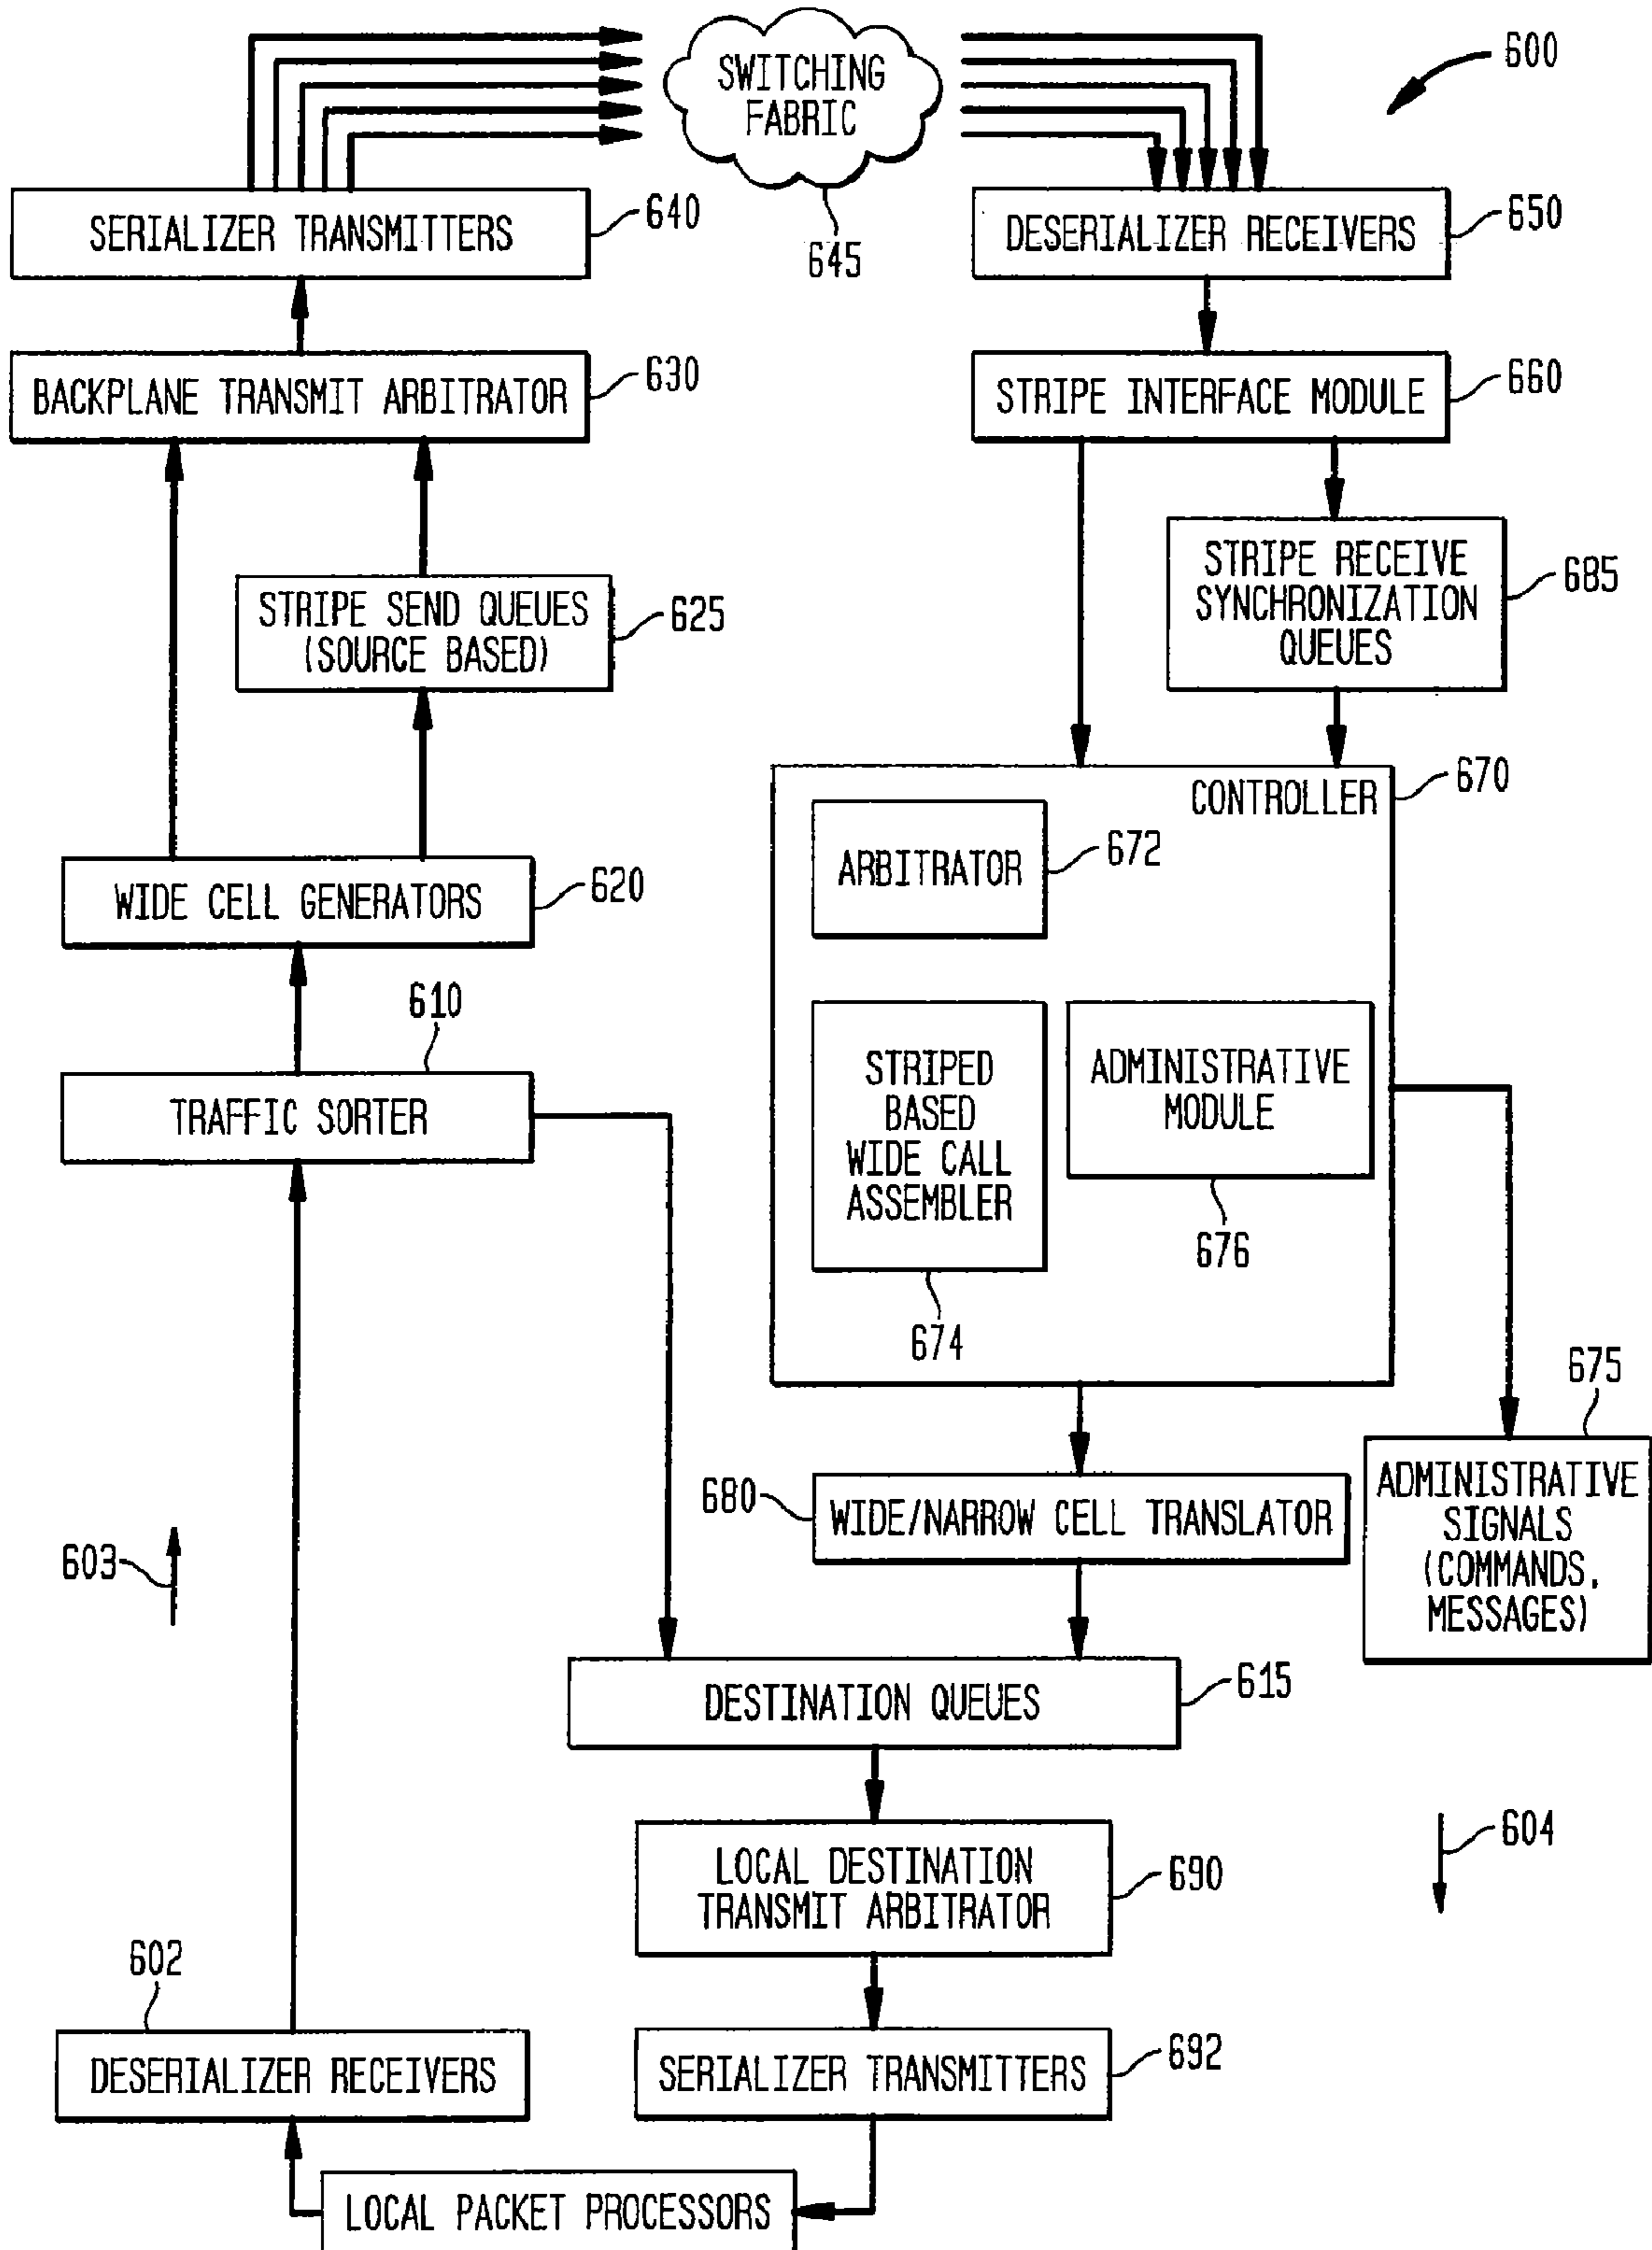 SWITCHING
FABRIC
645
600
SERIALIZER TRANSMITTERS
640
DESERIALIZER RECEIVERS
650
BACKPLANE TRANSMIT ARBITRATOR
630
STRIPE INTERFACE MODULE
660
STRIPE SEND QUEUES
(SOURCE BASED)
625
STRIPE RECEIVE
SYNCHRONIZATION
QUEUES
685
CONTROLLER
670
ARBITRATOR
672
WIDE CELL GENERATORS
620
610
TRAFFIC SORTER
STRIPED
BASED
WIDE CALL
ASSEMBLER
674
ADMINISTRATIVE
MODULE
676
675
ADMINISTRATIVE
SIGNALS
(COMMANDS,
MESSAGES)
680
WIDE/NARROW CELL TRANSLATOR
603
DESTINATION QUEUES
615
LOCAL DESTINATION
TRANSMIT ARBITRATOR
690
604
602
DESERIALIZER RECEIVERS
SERIALIZER TRANSMITTERS
692
LOCAL PACKET PROCESSORS